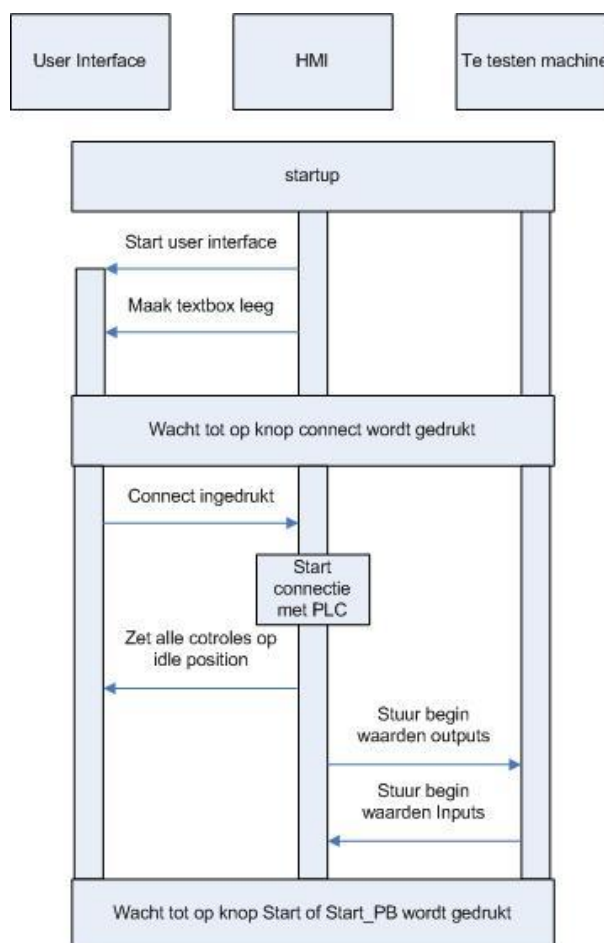 User Interface
HMI
Te testen machine
startup
Start user interface
Maak textbox leeg
Wacht tot op knop connect wordt gedrukt
Connect ingedrukt
Start
connectie
met PLC
Zet alle cotroles op
idle position
Stuur begin
waarden outputs
Stuur begin
waarden Inputs
Wacht tot op knop Start of Start_PB wordt gedrukt